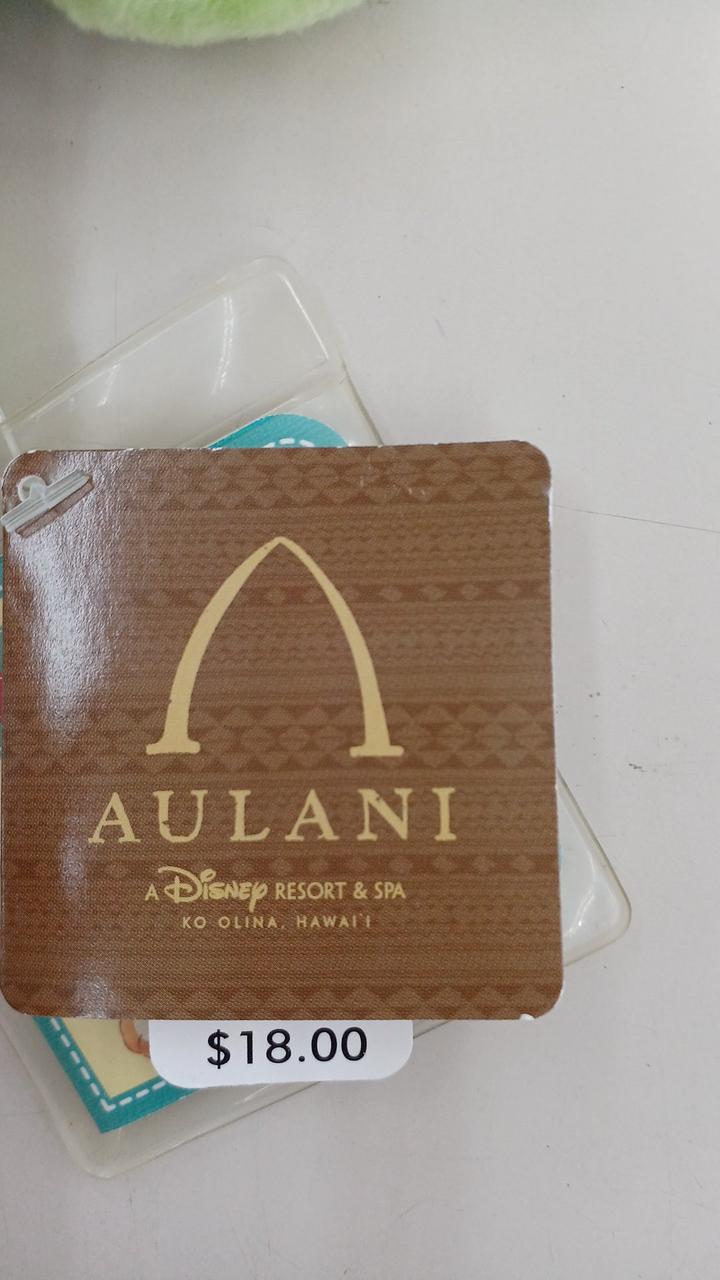 AULANI
A Disney RESORT & SPA
KO OLINA, HAWAI'I
$18.00